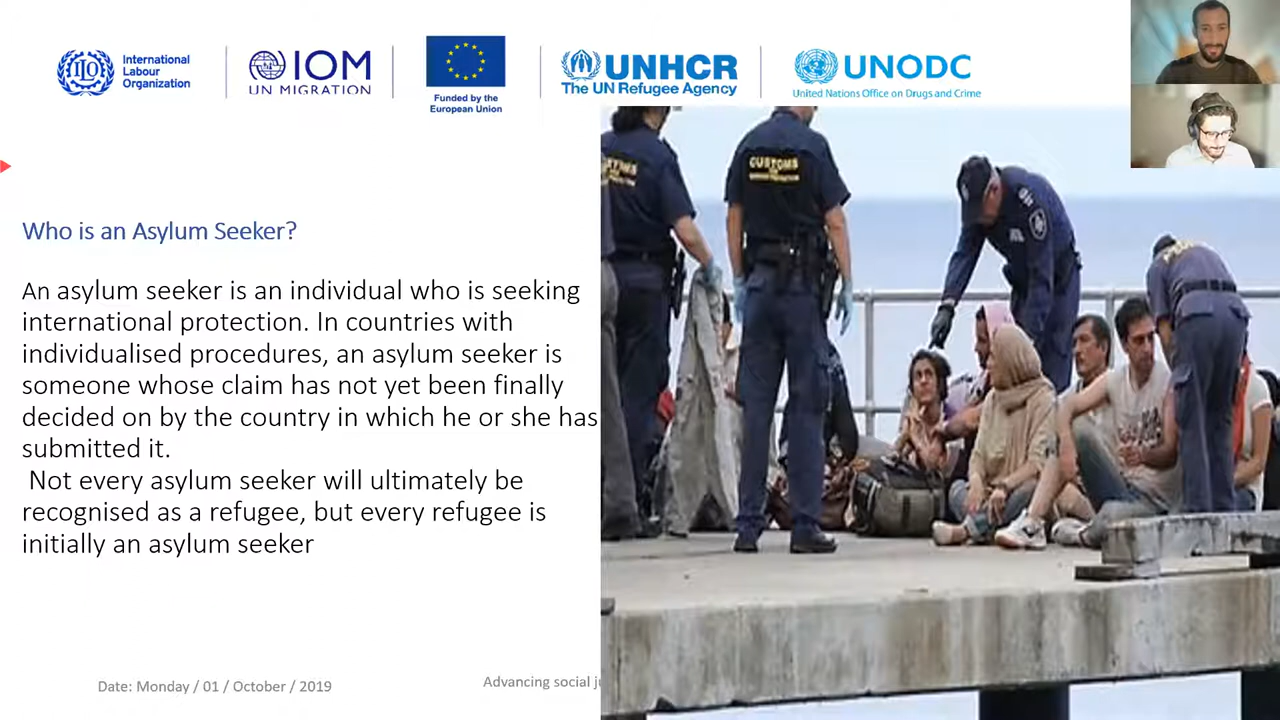 International
Labour
Organization
IOM
UN MIGRATION
Funded by the
European Union
UNHCR
The UN Refugee Agency
UNODC
United Nations Office on Drugs and Crime
CUSTOMS
Who is an Asylum Seeker?
An asylum seeker is an individual who is seeking
international protection. In countries with
individualised procedures, an asylum seeker is
someone whose claim has not yet been finally
decided on by the country in which he or she has
submitted it.
Not every asylum seeker will ultimately be
recognised as a refugee, but every refugee is
initially an asylum seeker
Date: Monday / 01 / October / 2019
Advancing social